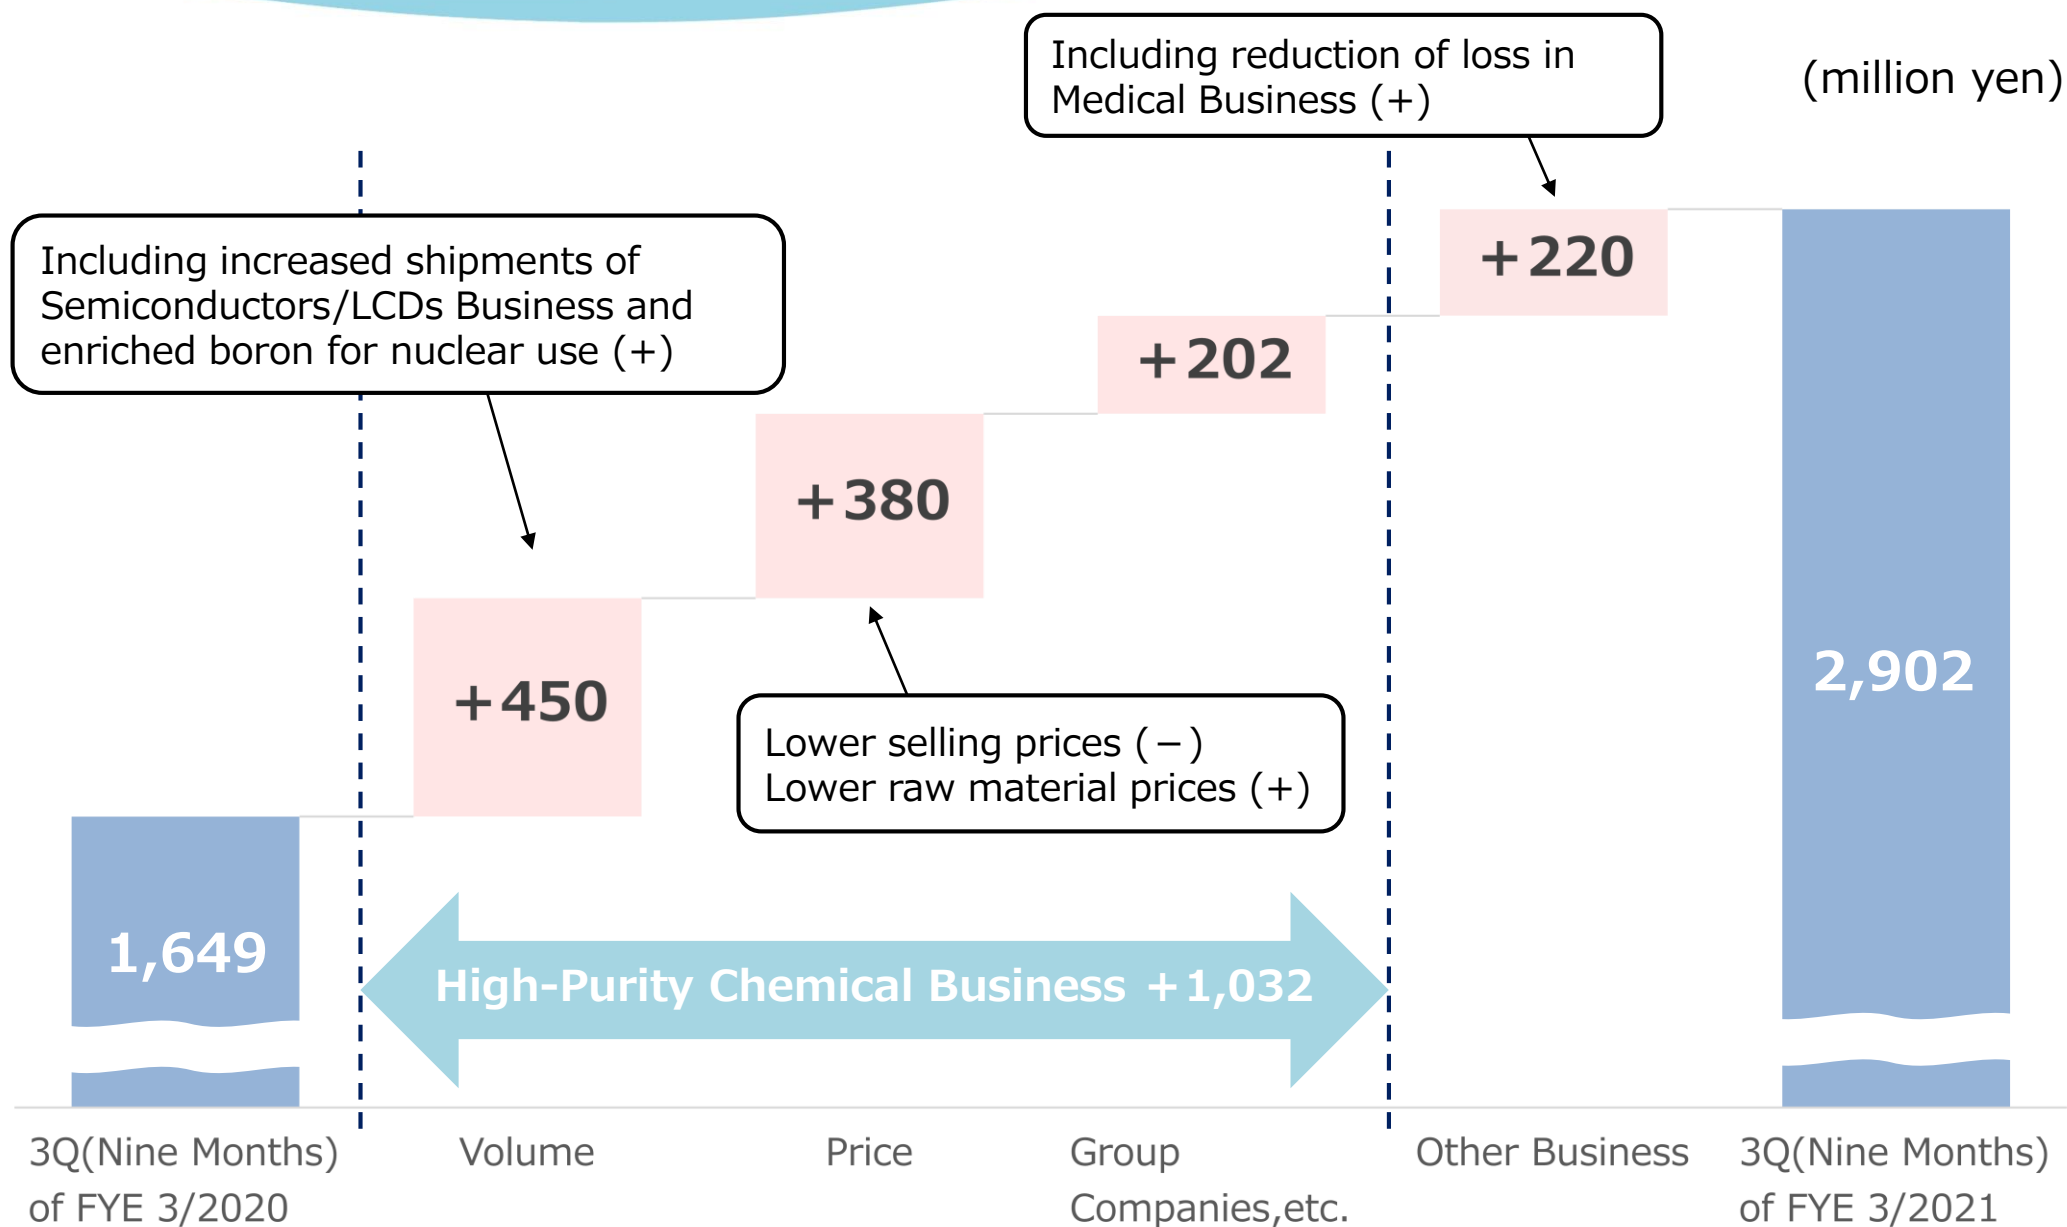 Including reduction of loss in
Medical Business (+)
(million yen)
Including increased shipments of
Semiconductors/LCDs Business and
enriched boron for nuclear use (+)
+220
+202
+380
+450
2,902
Lower selling prices (−)
Lower raw material prices (+)
1,649
High-Purity Chemical Business +1,032
3Q(Nine Months)
of FYE 3/2020
Volume
Price
Group
Companies,etc.
Other Business
3Q(Nine Months)
of FYE 3/2021